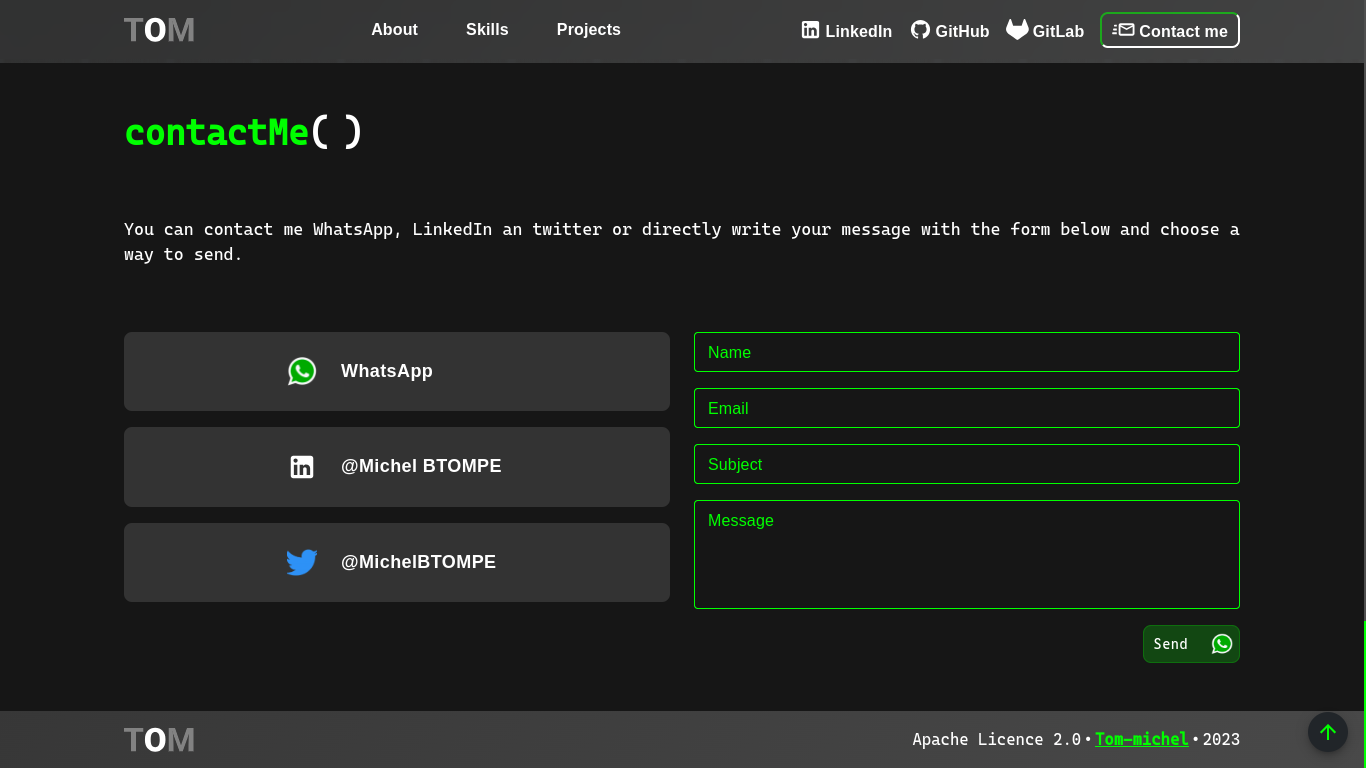 TOM
About Skills Projects LinkedIn GitHub GitLab Contact me
contactMe( )
You can contact me WhatsApp, LinkedIn an twitter or directly write your message with the form below and choose a
way to send.
WhatsApp
@Michel BTOMPE
@MichelBTOMPE
Name
Email
Subject
Message
Send
TOM
Apache Licence 2.0 • Tom-michel • 2023